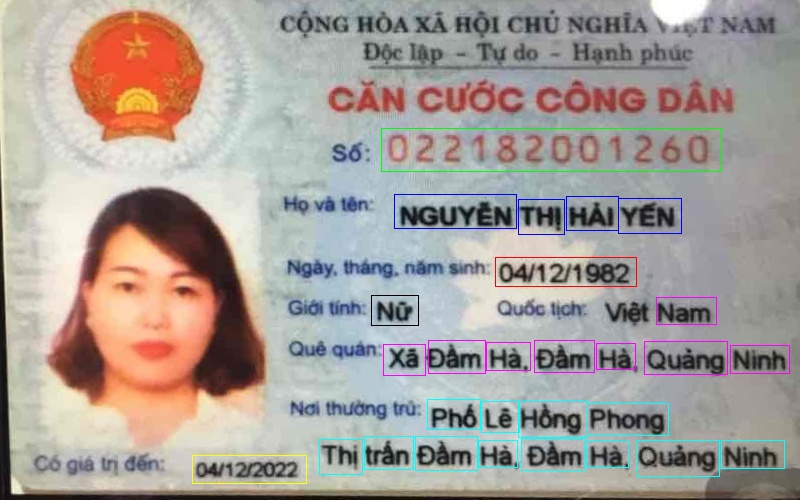 CỘNG HÒA XÃ HỘI CHỦ NGHĨA VIỆT NAM
Độc lập - Tự do - Hạnh phúc
CĂN CƯỚC CÔNG DÂN
Số: 022182001260
Họ và tên: NGUYỄN THỊ HẢI YẾN
Ngày, tháng, năm sinh: 04/12/1982
Giới tính: Nữ Quốc tịch: Việt Nam
Quê quán: Xã Đầm Hà, Đầm Hà, Quảng Ninh
Nơi thường trú: Phố Lê Hồng Phong
Thị trấn Đầm Hà, Đầm Hà, Quảng Ninh
Có giá trị đến: 04/12/2022